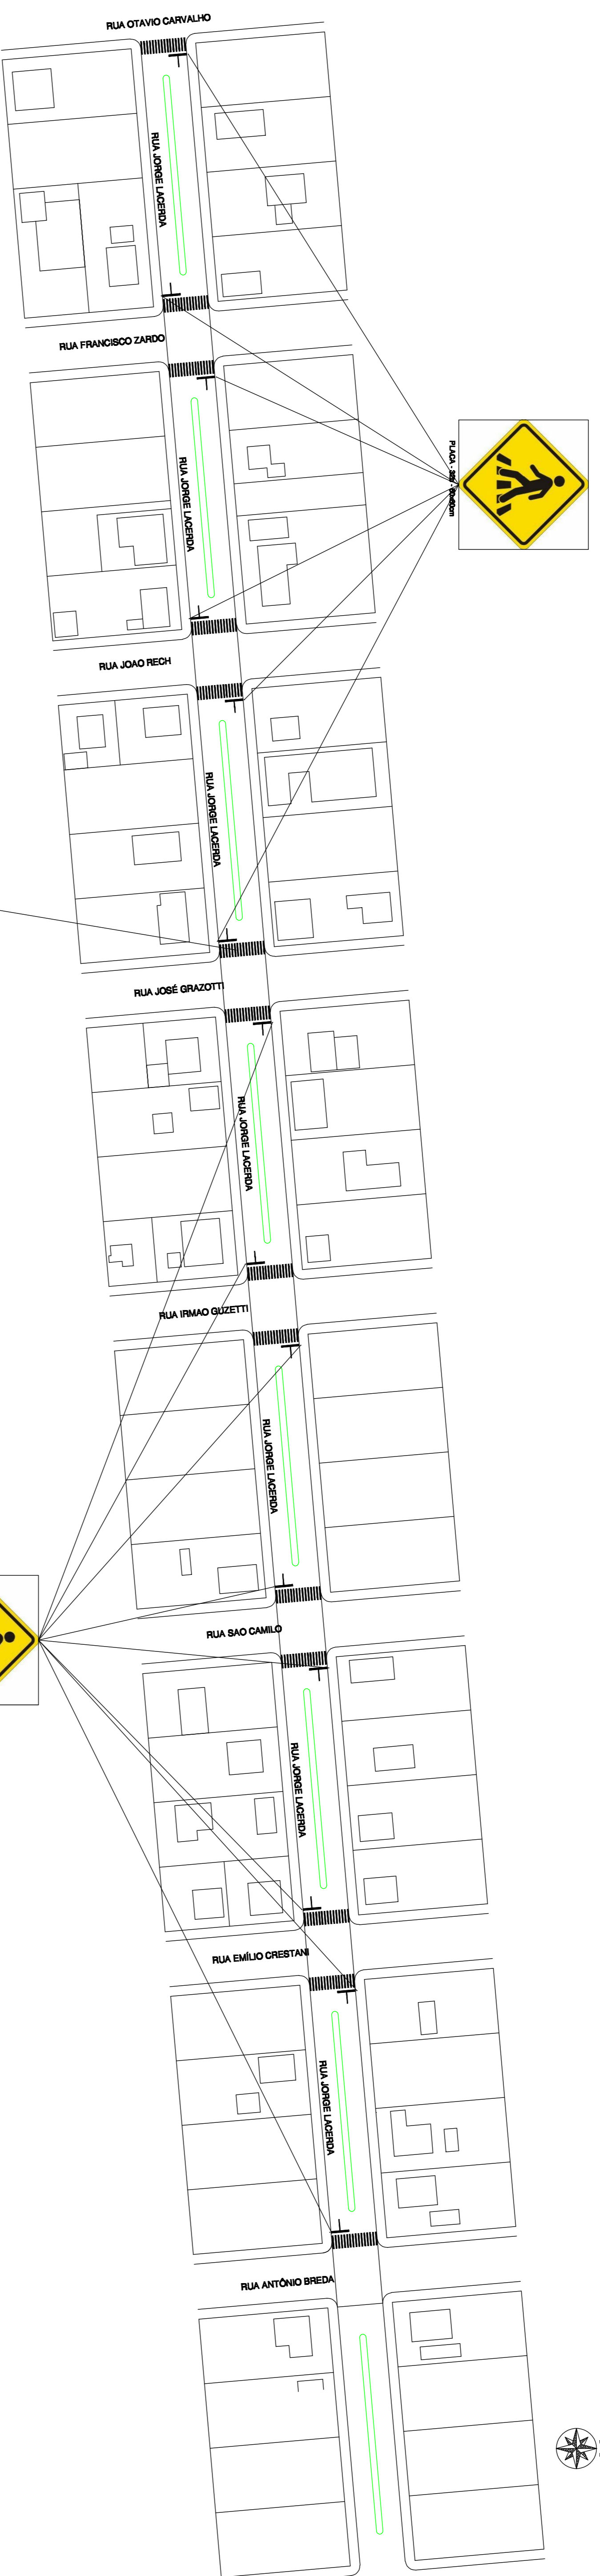 RUA OTAVIO CARVALHO
RUA JORGE LACERDA
RUA FRANCISCO ZARDO
RUA JORGE LACERDA
PLACA -
RUA JOAO RECH
RUA JORGE LACERDA
RUA JOSÉ GRAZOTTI
RUA JORGE LACERDA
RUA IRMAO GUZETTI
RUA JORGE LACERDA
RUA SAO CAMILO
RUA JORGE LACERDA
RUA EMÍLIO CRESTANI
RUA JORGE LACERDA
RUA ANTÔNIO BREDA